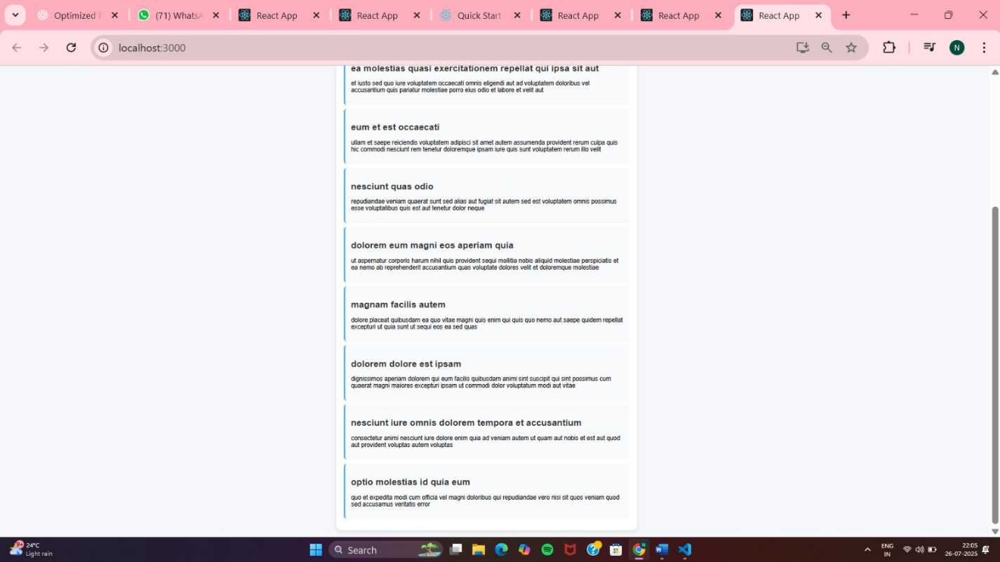 Optimized
(71) WhatsA
React App
React App
Quick Start
React App
React App
React App
localhost:3000
N
ea molestias quasi exercitationem repellat qui ipsa sit aut
et iusto sed quo iure voluptatem occaecati omnis eligendi aut ad voluptatem doloribus vel
accusantium quis pariatur molestiae porro eius odio et labore et velit aut
eum et est occaecati
ullam et saepe reiciendis voluptatem adipisci sit amet autem assumenda provident rerum culpa quis
hic commodi nesciunt rem tenetur doloremque ipsam iure quis sunt voluptatem rerum illo velit
nesciunt quas odio
repudiandae veniam quaerat sunt sed alias aut fugiat sit autem sed est voluptatem omnis possimus
esse voluptatibus quis est aut tenetur dolor neque
dolorem eum magni eos aperiam quia
ut aspernatur corporis harum nihil quis provident sequi mollitia nobis aliquid molestiae perspiciatis et
ea nemo ab reprehenderit accusantium quas voluptate dolores velit et doloremque molestiae
magnam facilis autem
dolore placeat quibusdam ea quo vitae magni quis enim qui quis quo nemo aut saepe quidem repellat
excepturi ut quia sunt ut sequi eos ea sed quas
dolorem dolore est ipsam
dignissimos aperiam dolorem qui eum facilis quibusdam animi sint suscipit qui sint possimus cum
quaerat magni maiores excepturi ipsam ut commodi dolor voluptatum modi aut vitae
nesciunt iure omnis dolorem tempora et accusantium
consectetur animi nesciunt iure dolore enim quia ad veniam autem ut quam aut nobis et est aut quod
aut provident voluptas autem voluptas
optio molestias id quia eum
quo et expedita modi cum officia vel magni doloribus qui repudiandae vero nisi sit quos veniam quod
sed accusamus veritatis error
9+
24°C
Light rain
Search
ENG
IN
22:05
26-07-2025